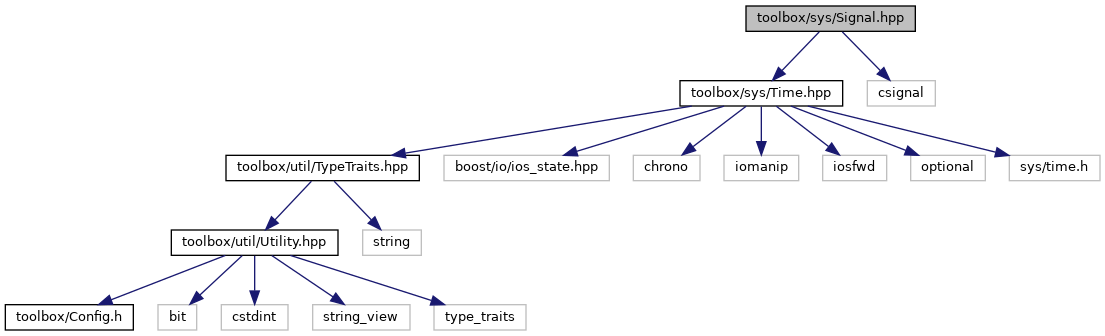 toolbox/sys/Signal.hpp
toolbox/sys/Time.hpp
csignal
toolbox/util/TypeTraits.hpp
boost/io/ios_state.hpp
chrono
iomanip
iosfwd
optional
sys/time.h
toolbox/util/Utility.hpp
string
toolbox/Config.h
bit
cstdint
string_view
type_traits